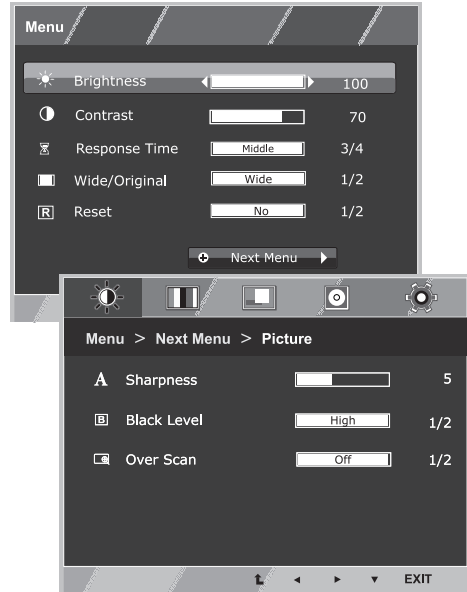 Menu
Brightness 100
Contrast 70
Response Time Middle 3/4
Wide/Original Wide 1/2
R Reset No 1/2
Next Menu
Menu > Next Menu > Picture
A Sharpness 5
B Black Level High 1/2
Over Scan Off 1/2
EXIT